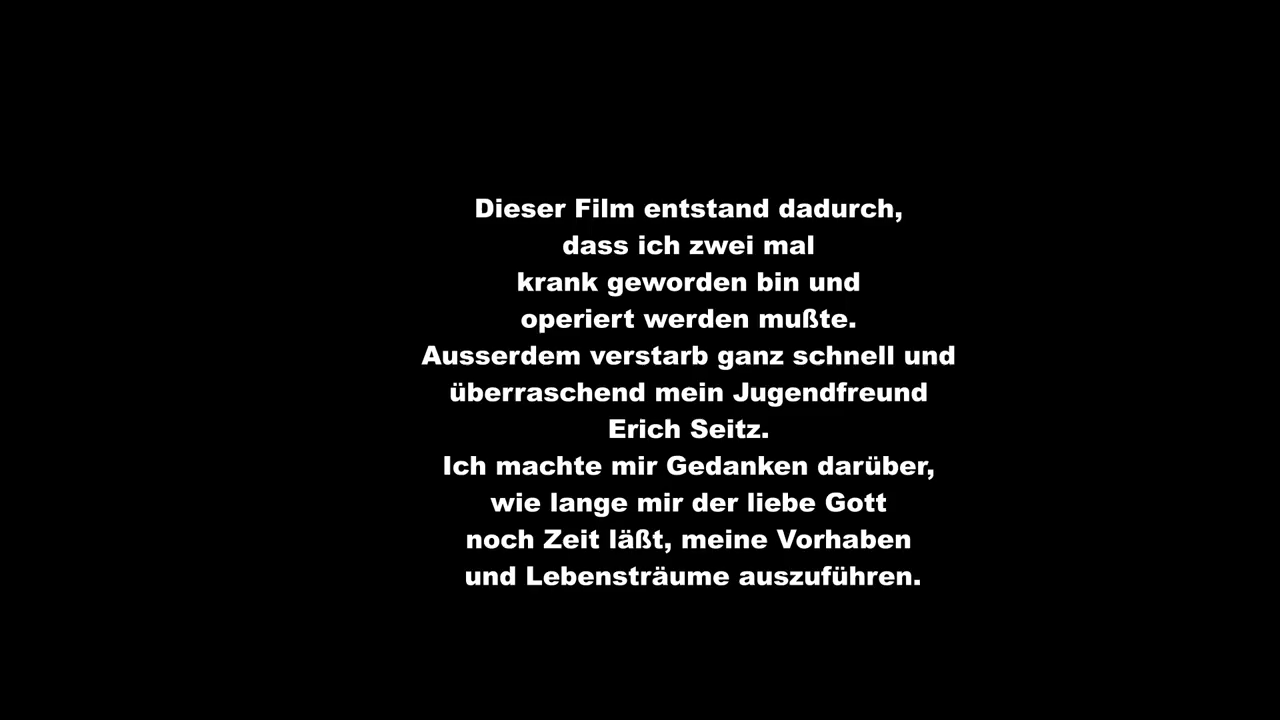 Dieser Film entstand dadurch,
dass ich zwei mal
krank geworden bin und
operiert werden mußte.
Ausserdem verstarb ganz schnell und
überraschend mein Jugendfreund
Erich Seitz.
Ich machte mir Gedanken darüber,
wie lange mir der liebe Gott
noch Zeit läßt, meine Vorhaben
und Lebensträume auszuführen.